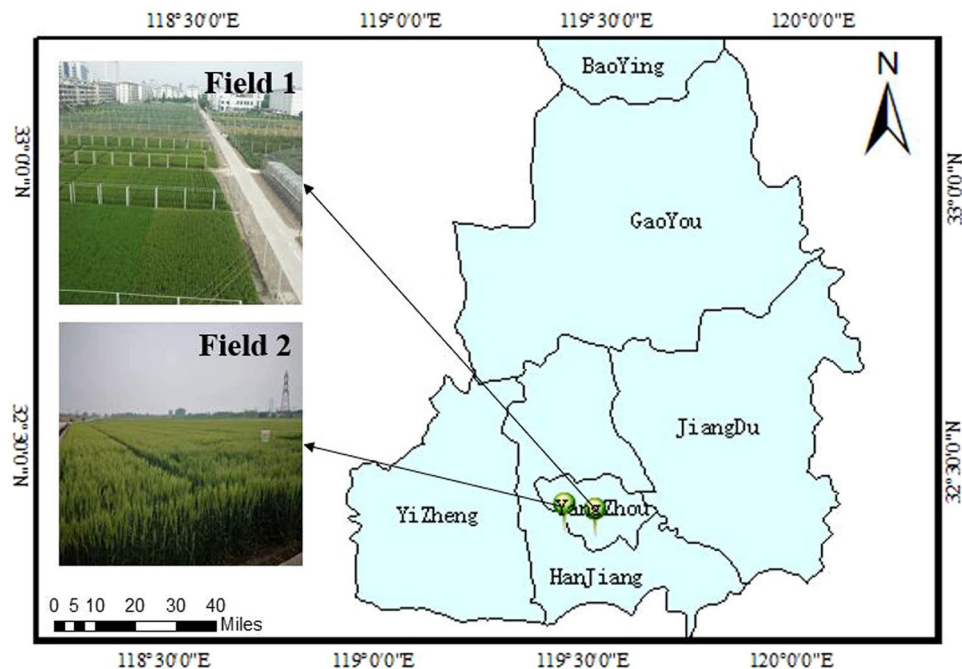 118°30'0"E 119°0'0"E 119°30'0"E 120°0'0"E
BaoYing
Field 1
N
33°0'0"N
33°0'0"N
GaoYou
Field 2
JiangDu
32°30'0"N
32°30'0"N
YangZhou
YiZheng
HanJiang
0 5 10 20 30 40
Miles
118°30'0"E 119°0'0"E 119°30'0"E 120°0'0"E